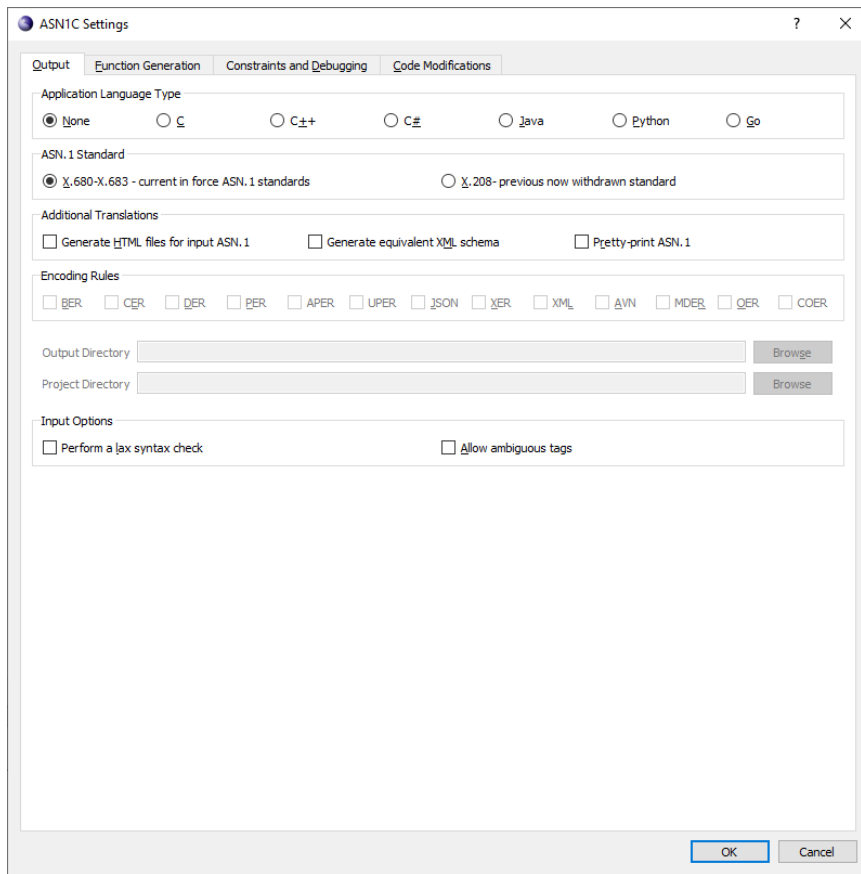 ASN1C Settings
Output Function Generation Constraints and Debugging Code Modifications
Application Language Type
None C C++ C# Java Python Go
ASN.1 Standard
X.680-X.683 - current in force ASN.1 standards X.208- previous now withdrawn standard
Additional Translations
Generate HTML files for input ASN.1 Generate equivalent XML schema Pretty-print ASN.1
Encoding Rules
BER CER DER PER APER UPER JSON XER XML AVN MDER OER COER
Output Directory Browse
Project Directory Browse
Input Options
Perform a lax syntax check Allow ambiguous tags
OK Cancel